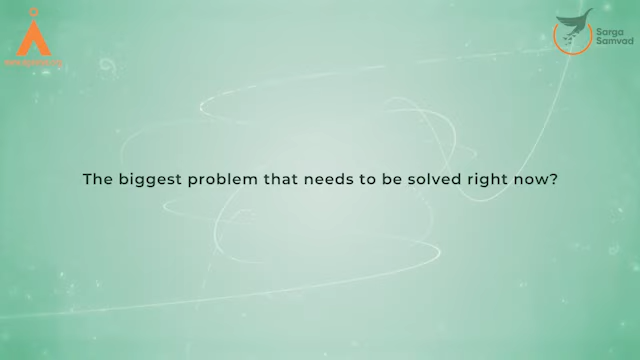 Sarga
Samvad
The biggest problem that needs to be solved right now?